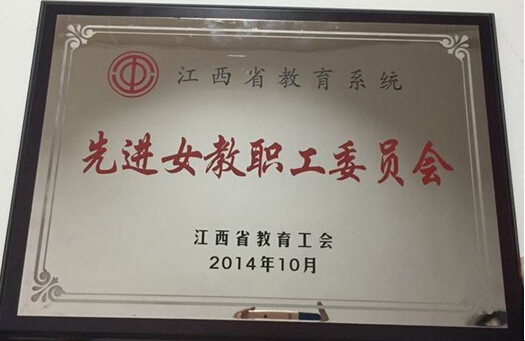 江西省教育系统
先进女教职工委员会
江西省教育工会
2014年10月